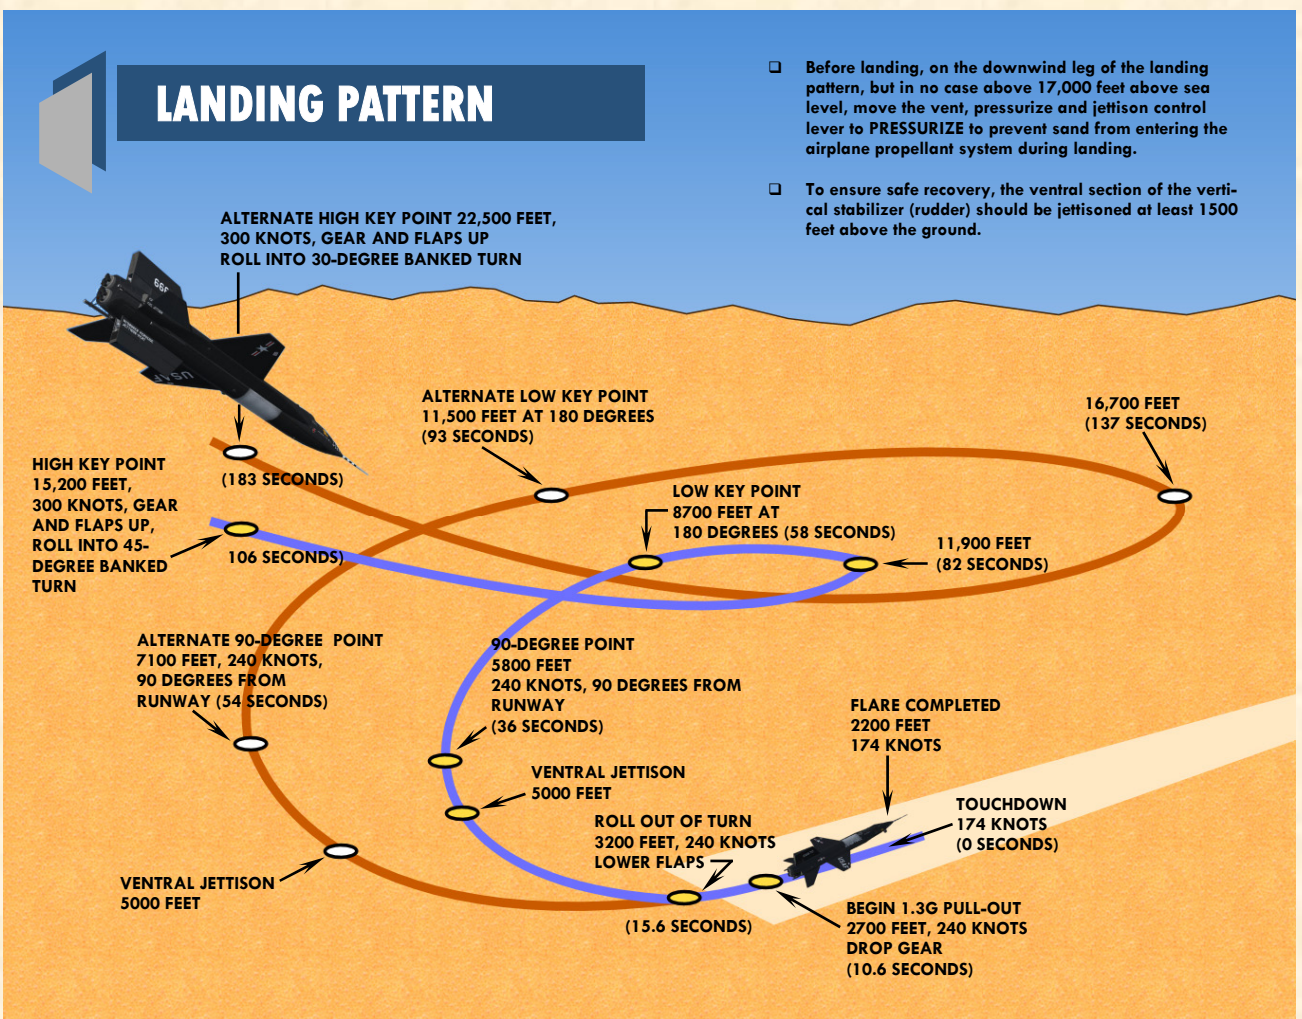 LANDING PATTERN
❑ Before landing, on the downwind leg of the landing
pattern, but in no case above 17,000 feet above sea
level, move the vent, pressurize and jettison control
lever to PRESSURIZE to prevent sand from entering the
airplane propellant system during landing.
❑ To ensure safe recovery, the ventral section of the verti-
cal stabilizer (rudder) should be jettisoned at least 1500
feet above the ground.
ALTERNATE HIGH KEY POINT 22,500 FEET,
300 KNOTS, GEAR AND FLAPS UP
ROLL INTO 30-DEGREE BANKED TURN
66
USAF
ALTERNATE LOW KEY POINT
11,500 FEET AT 180 DEGREES
(93 SECONDS)
16,700 FEET
(137 SECONDS)
HIGH KEY POINT
15,200 FEET,
300 KNOTS, GEAR
AND FLAPS UP,
ROLL INTO 45-
DEGREE BANKED
TURN
(183 SECONDS)
106 SECONDS)
LOW KEY POINT
8700 FEET AT
180 DEGREES (58 SECONDS)
11,900 FEET
(82 SECONDS)
ALTERNATE 90-DEGREE POINT
7100 FEET, 240 KNOTS,
90 DEGREES FROM
RUNWAY (54 SECONDS)
90-DEGREE POINT
5800 FEET
240 KNOTS, 90 DEGREES FROM
RUNWAY
(36 SECONDS)
FLARE COMPLETED
2200 FEET
174 KNOTS
VENTRAL JETTISON
5000 FEET
ROLL OUT OF TURN
3200 FEET, 240 KNOTS
LOWER FLAPS
TOUCHDOWN
174 KNOTS
(0 SECONDS)
VENTRAL JETTISON
5000 FEET
(15.6 SECONDS)
BEGIN 1.3G PULL-OUT
2700 FEET, 240 KNOTS
DROP GEAR
(10.6 SECONDS)